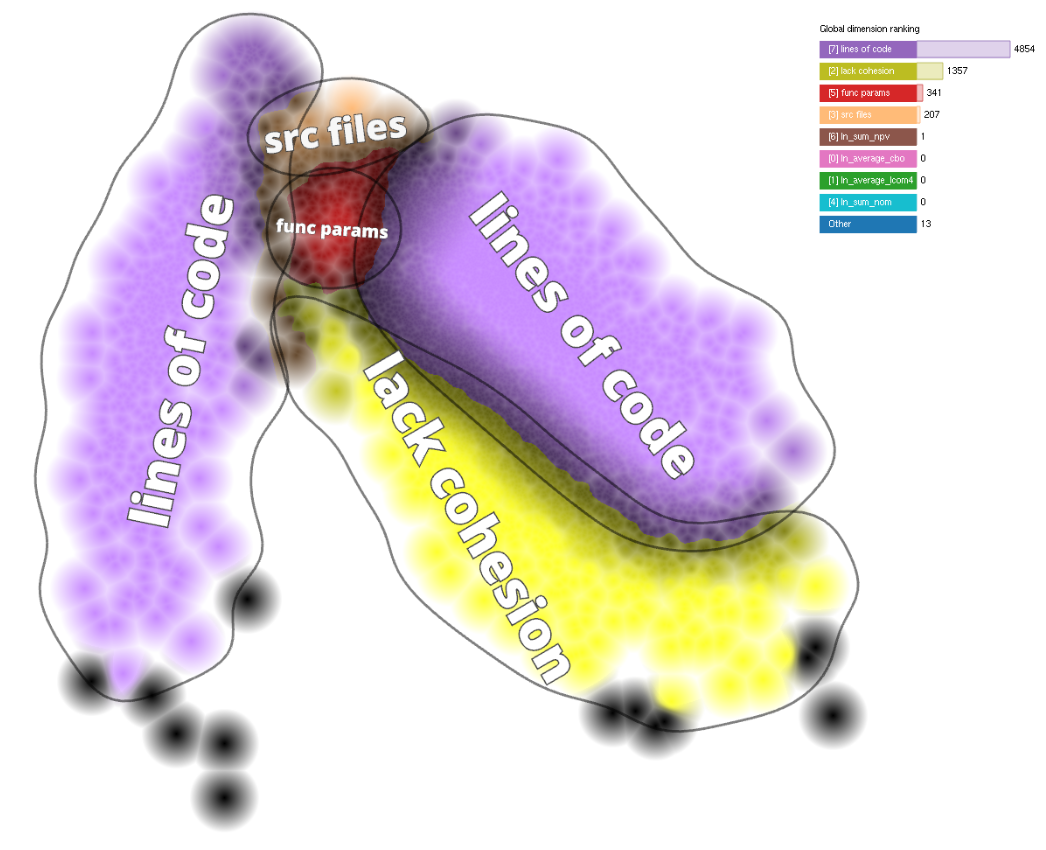 Global dimension ranking
[7] lines of code 4854
[2] lack cohesion 1357
[5] func params 341
[3] src files 207
[6] ln_sum_npv 1
[0] ln_average_cbo 0
[1] ln_average_lcom4 0
[4] ln_sum_nom 0
Other 13
src files
func params
lines of code
lines of code
lack cohesion